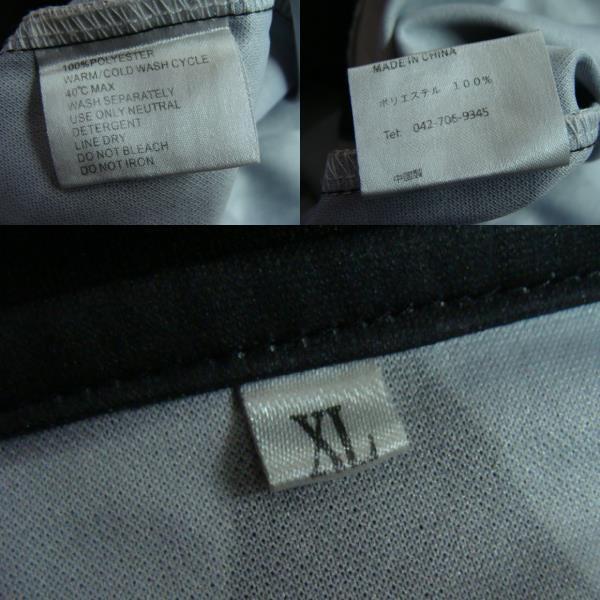 100% POLYESTER
WARM/COLD WASH CYCLE
40°C MAX
WASH SEPARATELY
USE ONLY NEUTRAL
DETERGENT
LINE DRY
DO NOT BLEACH
DO NOT IRON
MADE IN CHINA
ポリエステル 100%
Tel: 042-706-9345
中国製
XL